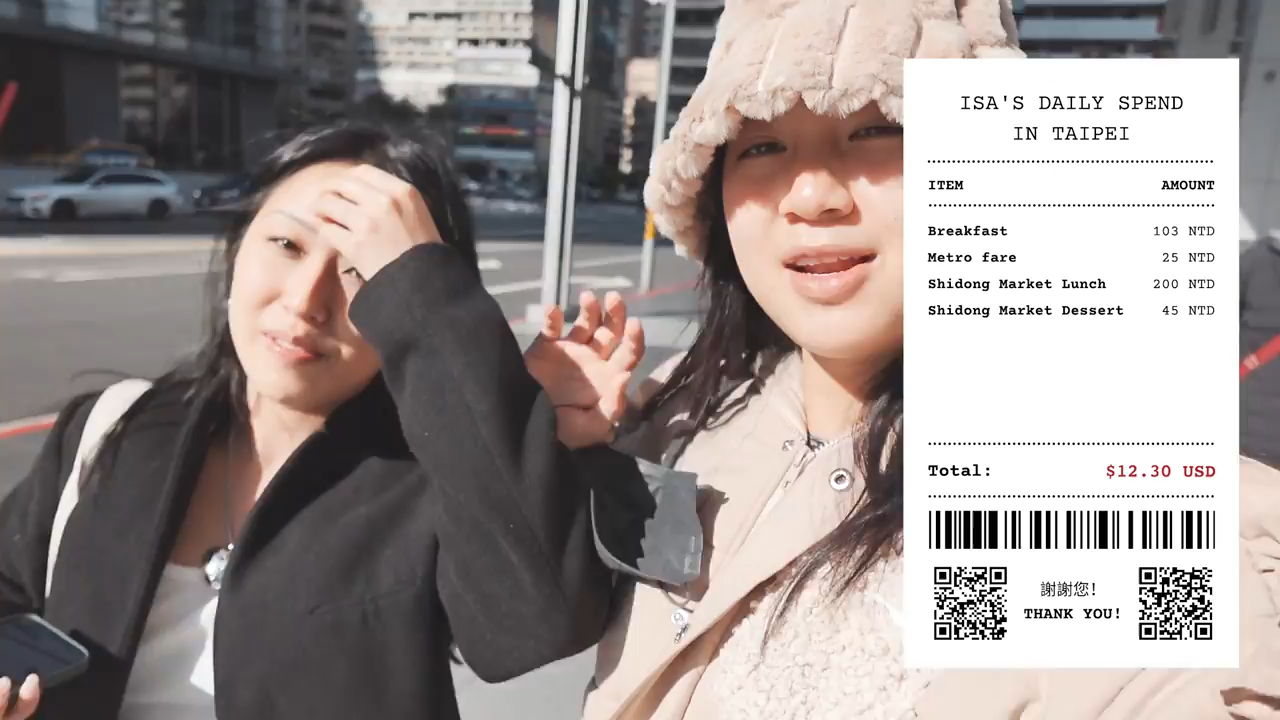 ISA'S DAILY SPEND
IN TAIPEI
ITEM AMOUNT
Breakfast 103 NTD
Metro fare 25 NTD
Shidong Market Lunch 200 NTD
Shidong Market Dessert 45 NTD
Total: $12.30 USD
謝謝您!
THANK YOU!